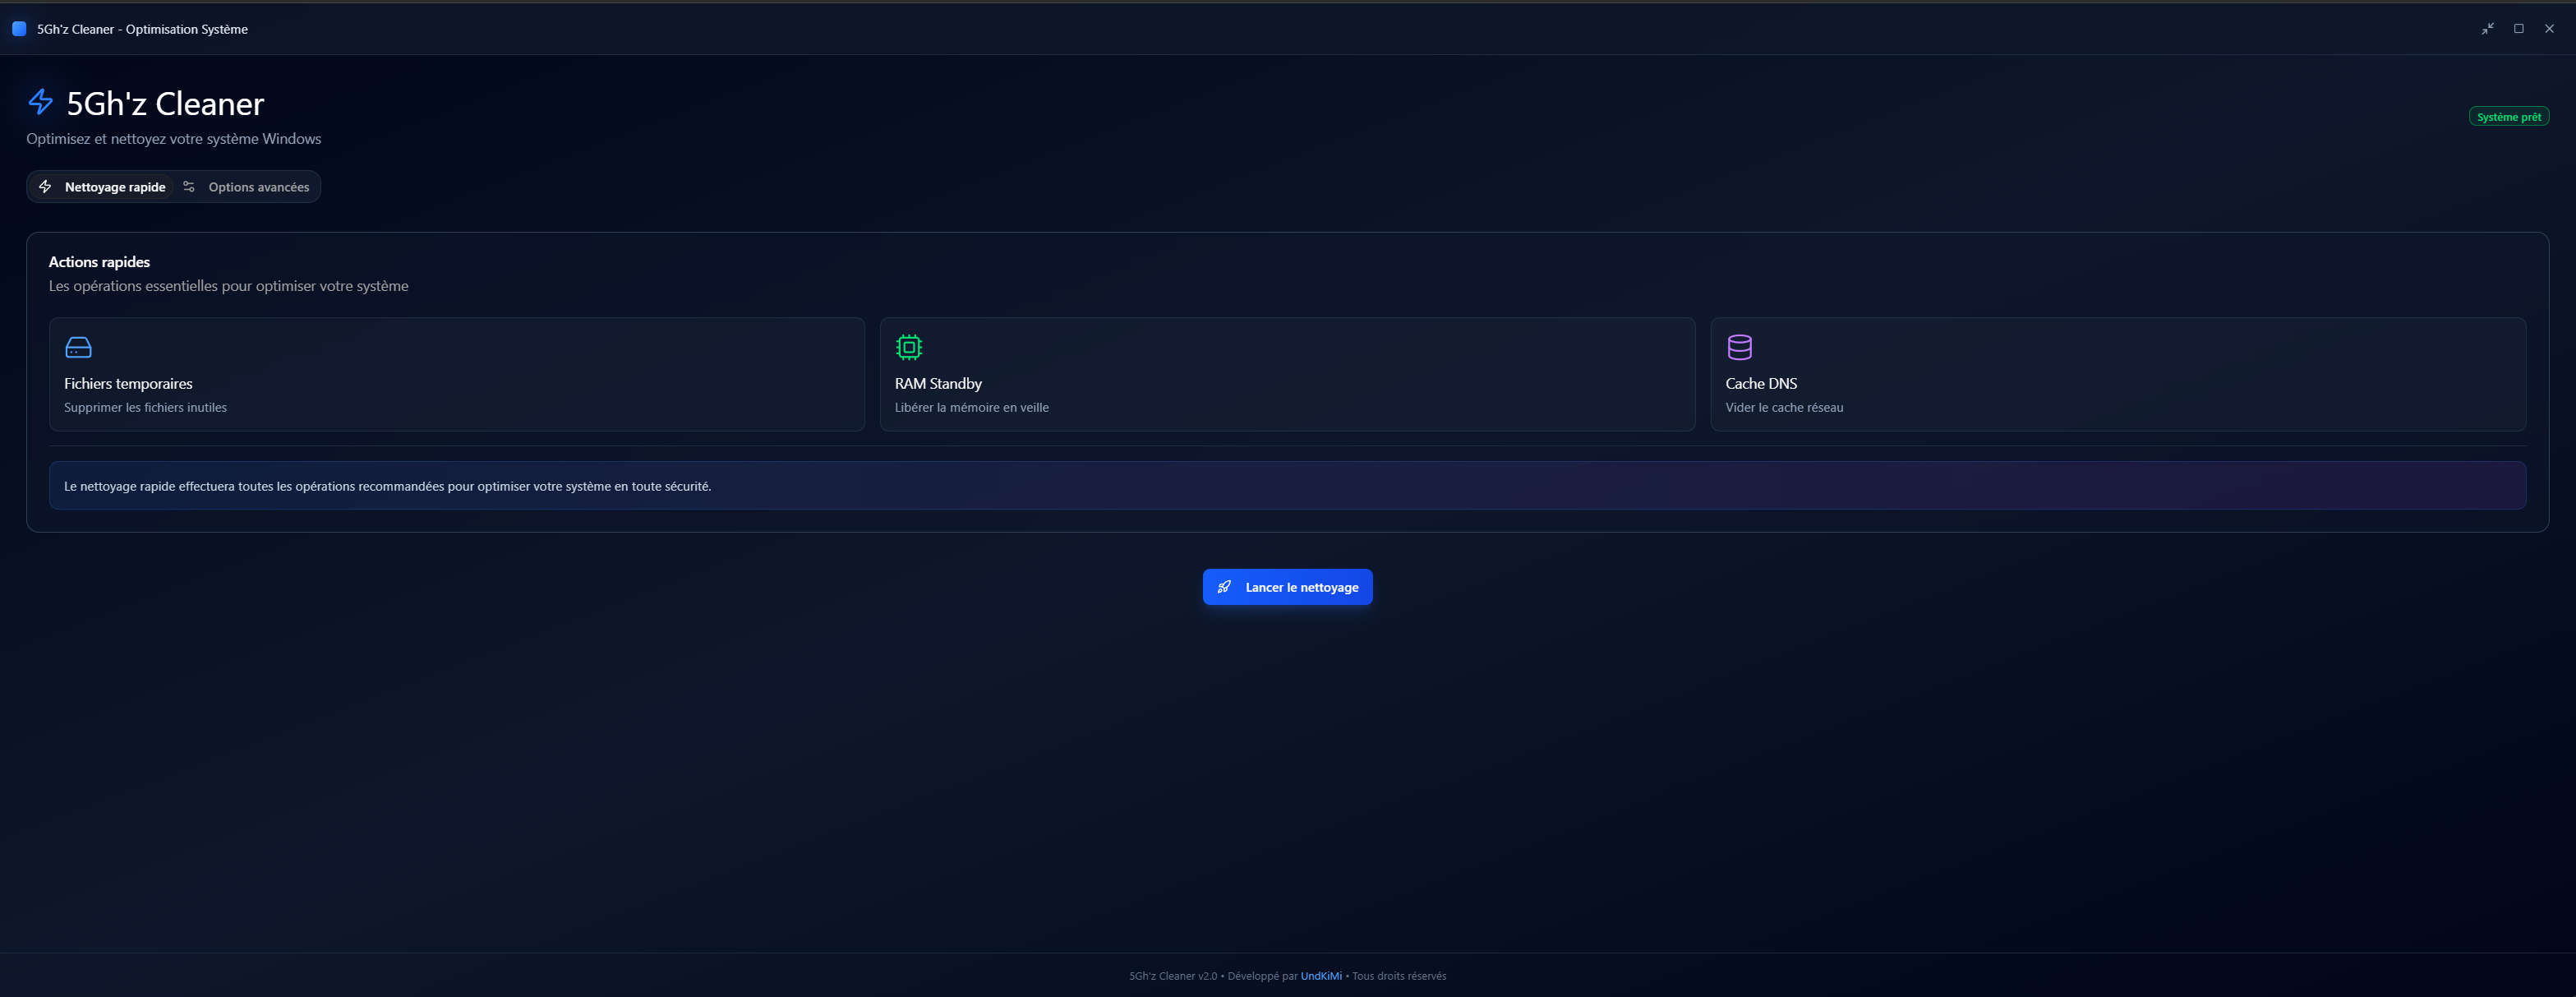 5Gh'z Cleaner - Optimisation Système
5Gh'z Cleaner
Optimisez et nettoyez votre système Windows
Système prêt
Nettoyage rapide
Options avancées
Actions rapides
Les opérations essentielles pour optimiser votre système
Fichiers temporaires
Supprimer les fichiers inutiles
RAM Standby
Libérer la mémoire en veille
Cache DNS
Vider le cache réseau
Le nettoyage rapide effectuera toutes les opérations recommandées pour optimiser votre système en toute sécurité.
Lancer le nettoyage
5Gh'z Cleaner v2.0 • Développé par UndKiMi • Tous droits réservés